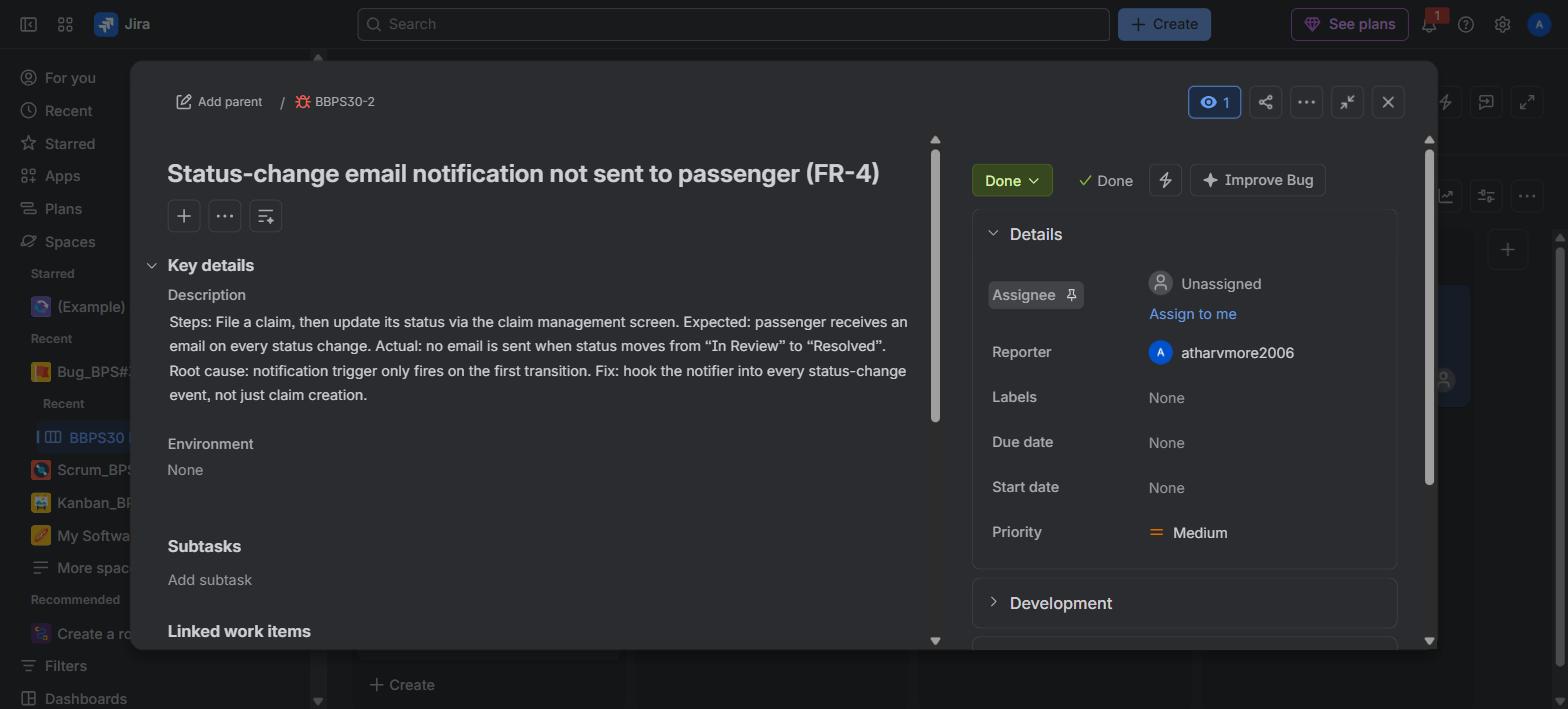 Jira
Search
Create
See plans
1
A
For you
Recent
Starred
Apps
Plans
Spaces
Starred
(Example)
Recent
Bug_BPS#3
Recent
BBPS30
Scrum_BPS
Kanban_BP
My Softwa
More spac
Recommended
Create a ro
Filters
Dashboards
Add parent / BBPS30-2
1
Status-change email notification not sent to passenger (FR-4)
Key details
Description
Steps: File a claim, then update its status via the claim management screen. Expected: passenger receives an
email on every status change. Actual: no email is sent when status moves from “In Review” to “Resolved”.
Root cause: notification trigger only fires on the first transition. Fix: hook the notifier into every status-change
event, not just claim creation.
Environment
None
Subtasks
Add subtask
Linked work items
Done
Done
Improve Bug
Details
Assignee
Unassigned
Assign to me
Reporter
A atharvmore2006
Labels
None
Due date
None
Start date
None
Priority
Medium
Development
Create